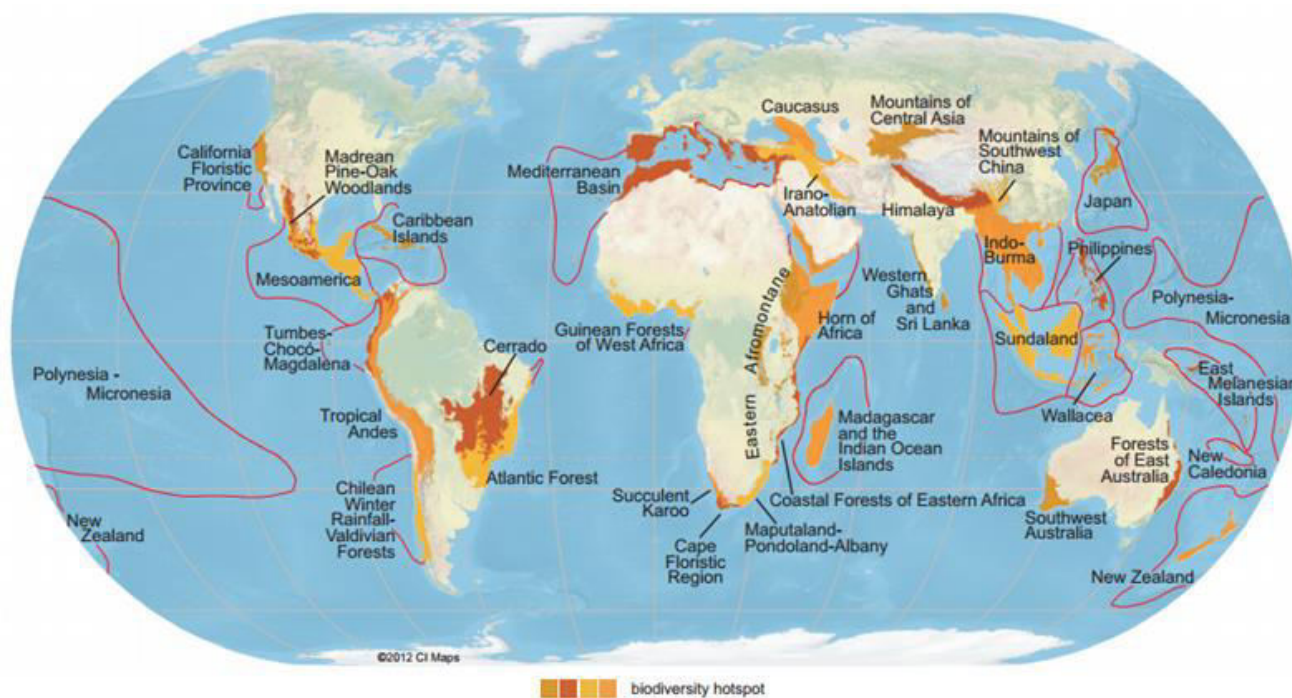 Caucasus
Mountains of
Central Asia
Mountains of
Southwest
China
California
Floristic
Province
Madrean
Pine-Oak
Woodlands
Mediterranean
Basin
Irano-
Anatolian
Himalaya
Japan
Caribbean
Islands
Mesoamerica
Indo-
Burma
Philippines
Western
Ghats
and
Sri Lanka
Polynesia-
Micronesia
Guinean Forests
of West Africa
Horn of
Africa
Eastern Afromontane
Tumbes-
Chocó-
Magdalena
Cerrado
Sundaland
Polynesia -
Micronesia
East
Melanesian
Islands
Wallacea
Tropical
Andes
Madagascar
and the
Indian Ocean
Islands
Forests
of East
Australia
New
Caledonia
Atlantic Forest
Chilean
Winter
Rainfall-
Valdivian
Forests
Succulent
Karoo
Coastal Forests of Eastern Africa
Southwest
Australia
New
Zealand
Cape
Floristic
Region
Maputaland-
Pondoland-Albany
New Zealand
©2012 CI Maps
biodiversity hotspot